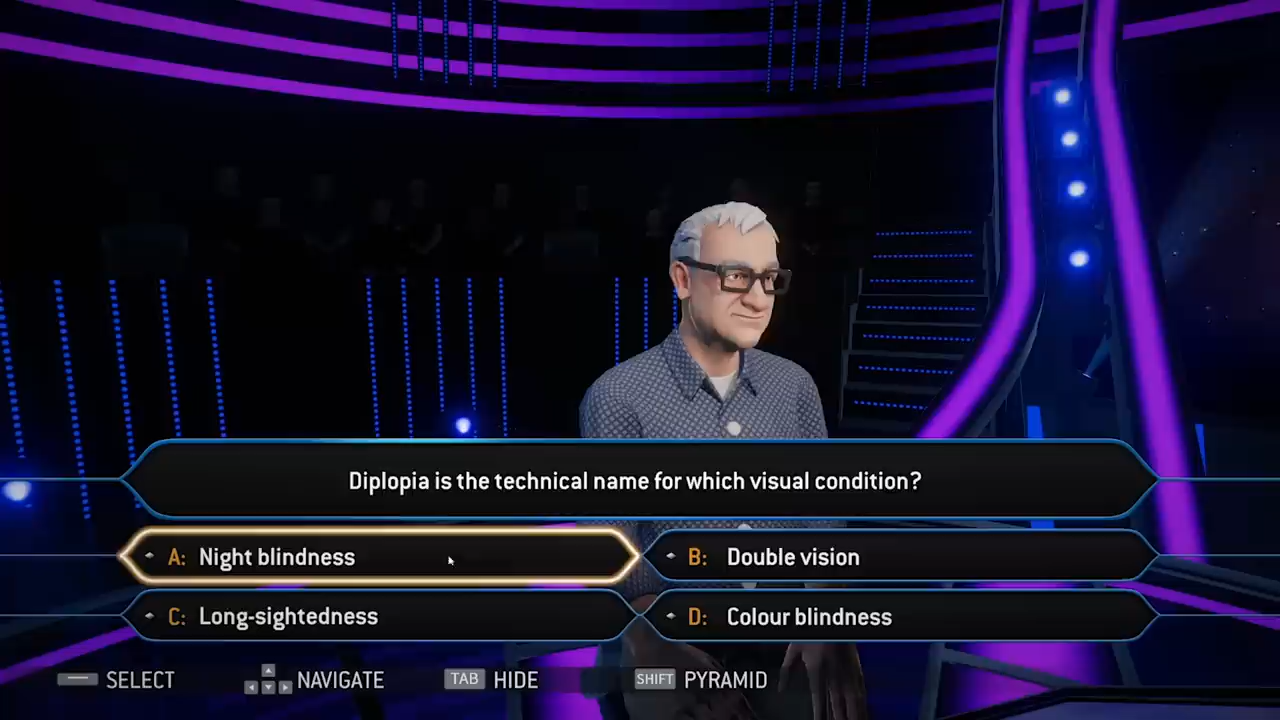 Diplopia is the technical name for which visual condition?
A: Night blindness
B: Double vision
C: Long-sightedness
D: Colour blindness
SELECT NAVIGATE TAB HIDE SHIFT PYRAMID